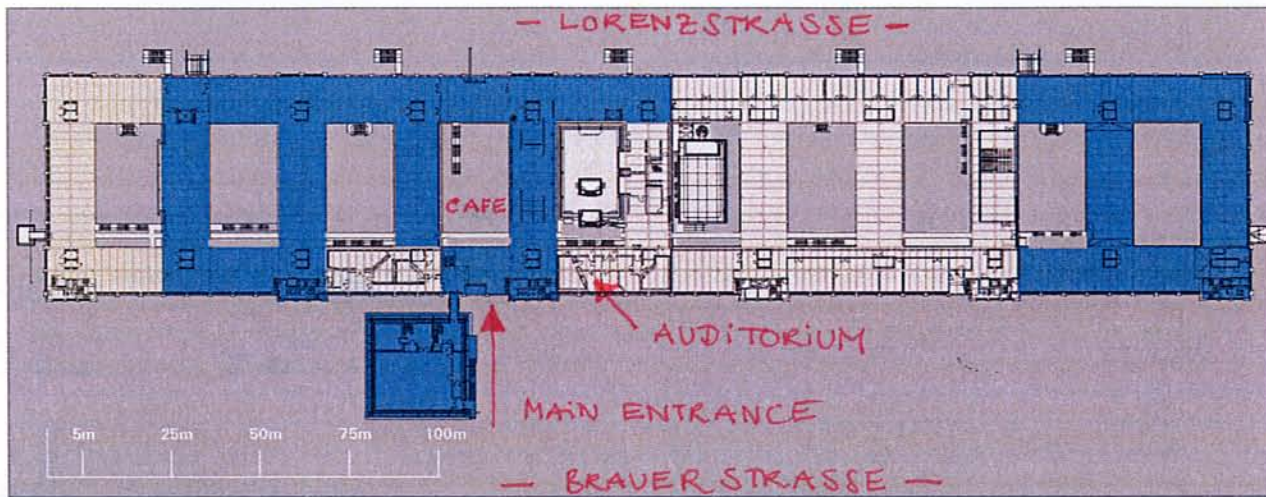 - LORENZSTRASSE -
CAFE
AUDiTORiUM
MAiN ENTRANCE
5m 25m 50m 75m 100m
- BRAUERSTRASSE -